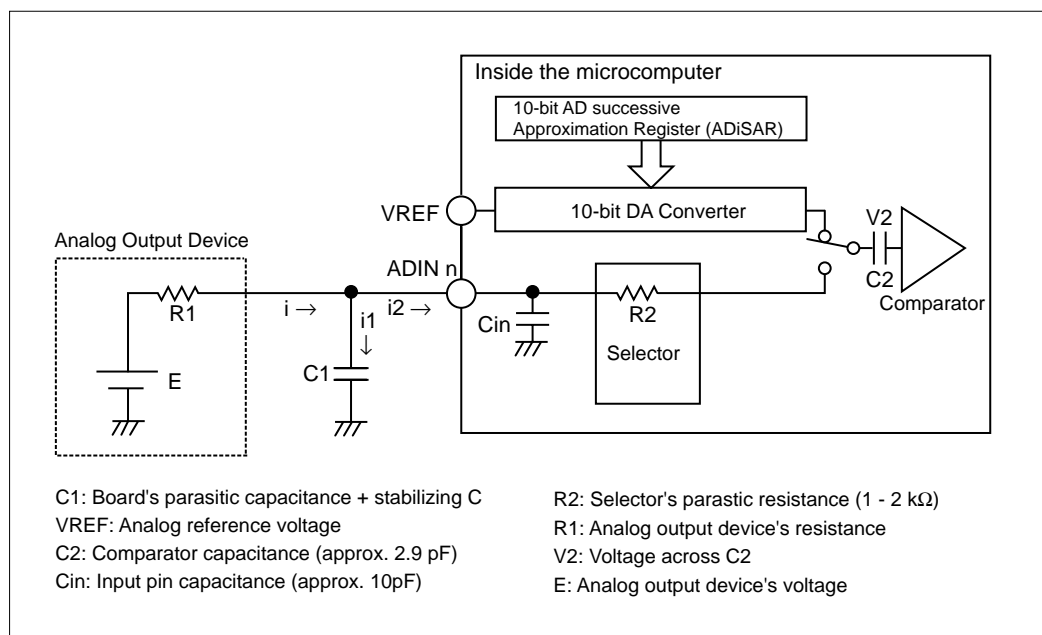 Inside the microcomputer
10-bit AD successive
Approximation Register (ADiSAR)
VREF
10-bit DA Converter
V2
C2
Comparator
Analog Output Device
ADIN n
R1
i →
i1
↓
i2 →
Cin
R2
Selector
E
C1
C1: Board's parasitic capacitance + stabilizing C
VREF: Analog reference voltage
C2: Comparator capacitance (approx. 2.9 pF)
Cin: Input pin capacitance (approx. 10pF)
R2: Selector's parastic resistance (1 - 2 kΩ)
R1: Analog output device's resistance
V2: Voltage across C2
E: Analog output device's voltage